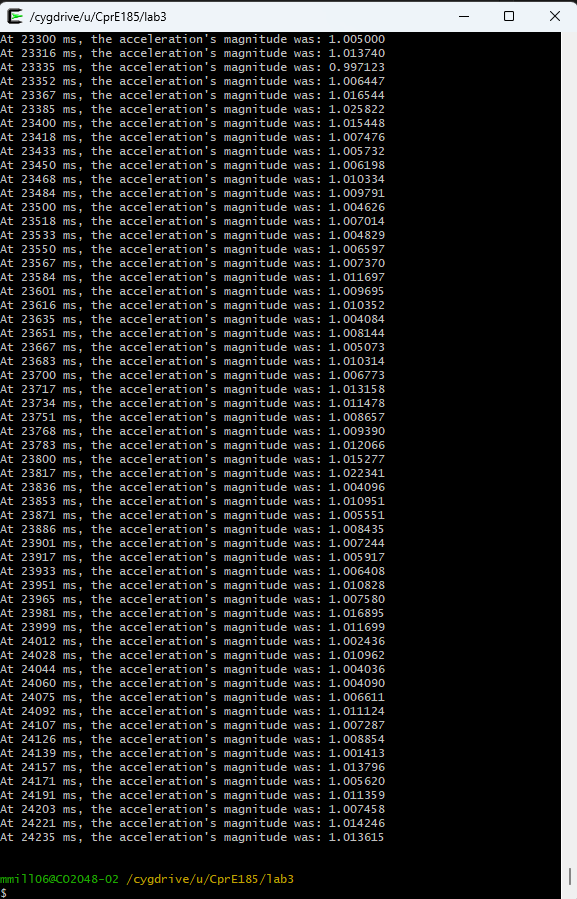 /cygdrive/u/CprE185/lab3
At 23300 ms, the acceleration's magnitude was: 1.005000
At 23316 ms, the acceleration's magnitude was: 1.013740
At 23335 ms, the acceleration's magnitude was: 0.997123
At 23352 ms, the acceleration's magnitude was: 1.006447
At 23367 ms, the acceleration's magnitude was: 1.016544
At 23385 ms, the acceleration's magnitude was: 1.025822
At 23400 ms, the acceleration's magnitude was: 1.015448
At 23418 ms, the acceleration's magnitude was: 1.007476
At 23433 ms, the acceleration's magnitude was: 1.005732
At 23450 ms, the acceleration's magnitude was: 1.006198
At 23468 ms, the acceleration's magnitude was: 1.010334
At 23484 ms, the acceleration's magnitude was: 1.009791
At 23500 ms, the acceleration's magnitude was: 1.004626
At 23518 ms, the acceleration's magnitude was: 1.007014
At 23533 ms, the acceleration's magnitude was: 1.004829
At 23550 ms, the acceleration's magnitude was: 1.006597
At 23567 ms, the acceleration's magnitude was: 1.007370
At 23584 ms, the acceleration's magnitude was: 1.011697
At 23601 ms, the acceleration's magnitude was: 1.009695
At 23616 ms, the acceleration's magnitude was: 1.010352
At 23635 ms, the acceleration's magnitude was: 1.004084
At 23651 ms, the acceleration's magnitude was: 1.008144
At 23667 ms, the acceleration's magnitude was: 1.005073
At 23683 ms, the acceleration's magnitude was: 1.010314
At 23700 ms, the acceleration's magnitude was: 1.006773
At 23717 ms, the acceleration's magnitude was: 1.013158
At 23734 ms, the acceleration's magnitude was: 1.011478
At 23751 ms, the acceleration's magnitude was: 1.008657
At 23768 ms, the acceleration's magnitude was: 1.009390
At 23783 ms, the acceleration's magnitude was: 1.012066
At 23800 ms, the acceleration's magnitude was: 1.015277
At 23817 ms, the acceleration's magnitude was: 1.022341
At 23836 ms, the acceleration's magnitude was: 1.004096
At 23853 ms, the acceleration's magnitude was: 1.010951
At 23871 ms, the acceleration's magnitude was: 1.005551
At 23886 ms, the acceleration's magnitude was: 1.008435
At 23901 ms, the acceleration's magnitude was: 1.007244
At 23917 ms, the acceleration's magnitude was: 1.005917
At 23933 ms, the acceleration's magnitude was: 1.006408
At 23951 ms, the acceleration's magnitude was: 1.010828
At 23965 ms, the acceleration's magnitude was: 1.007580
At 23981 ms, the acceleration's magnitude was: 1.016895
At 23999 ms, the acceleration's magnitude was: 1.011699
At 24012 ms, the acceleration's magnitude was: 1.002436
At 24028 ms, the acceleration's magnitude was: 1.010962
At 24044 ms, the acceleration's magnitude was: 1.004036
At 24060 ms, the acceleration's magnitude was: 1.004090
At 24075 ms, the acceleration's magnitude was: 1.006611
At 24092 ms, the acceleration's magnitude was: 1.011124
At 24107 ms, the acceleration's magnitude was: 1.007287
At 24126 ms, the acceleration's magnitude was: 1.008854
At 24139 ms, the acceleration's magnitude was: 1.001413
At 24157 ms, the acceleration's magnitude was: 1.013796
At 24171 ms, the acceleration's magnitude was: 1.005620
At 24191 ms, the acceleration's magnitude was: 1.011359
At 24203 ms, the acceleration's magnitude was: 1.007458
At 24221 ms, the acceleration's magnitude was: 1.014246
At 24235 ms, the acceleration's magnitude was: 1.013615
mmill06@CO2048-02 /cygdrive/u/CprE185/lab3
$